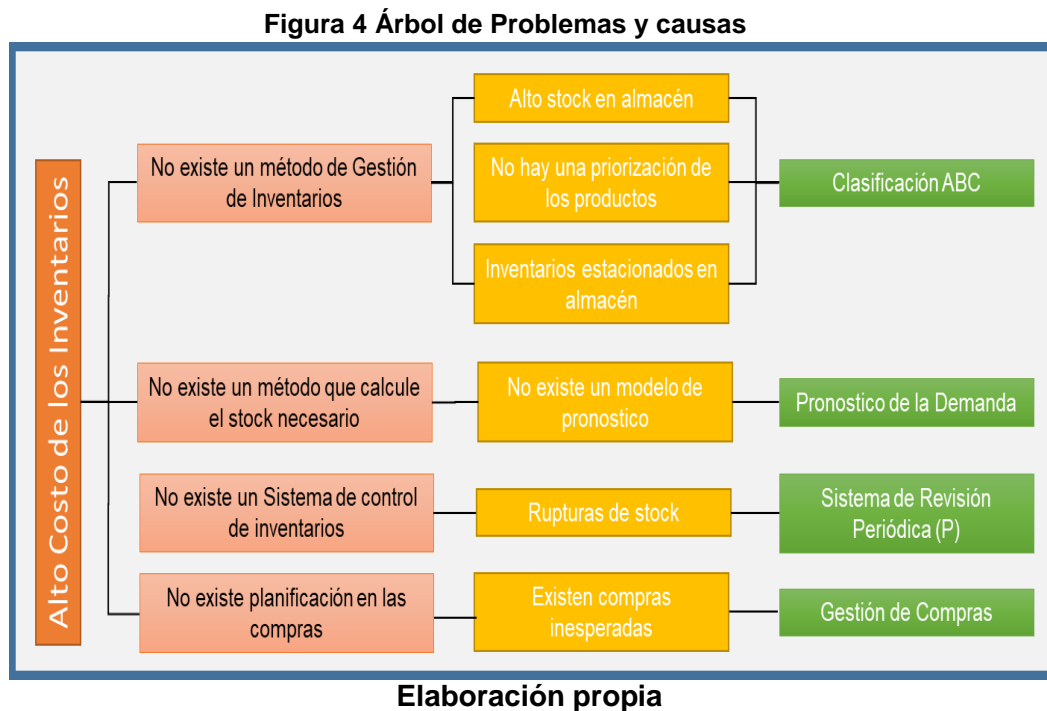 Figura 4 Árbol de Problemas y causas
Alto Costo de los Inventarios
No existe un método de Gestión
de Inventarios
Alto stock en almacén
No hay una priorización de
los productos
Inventarios estacionados en
almacén
Clasificación ABC
No existe un método que calcule
el stock necesario
No existe un modelo de
pronostico
Pronostico de la Demanda
No existe un Sistema de control
de inventarios
Rupturas de stock
Sistema de Revisión
Periódica (P)
No existe planificación en las
compras
Existen compras
inesperadas
Gestión de Compras
Elaboración propia